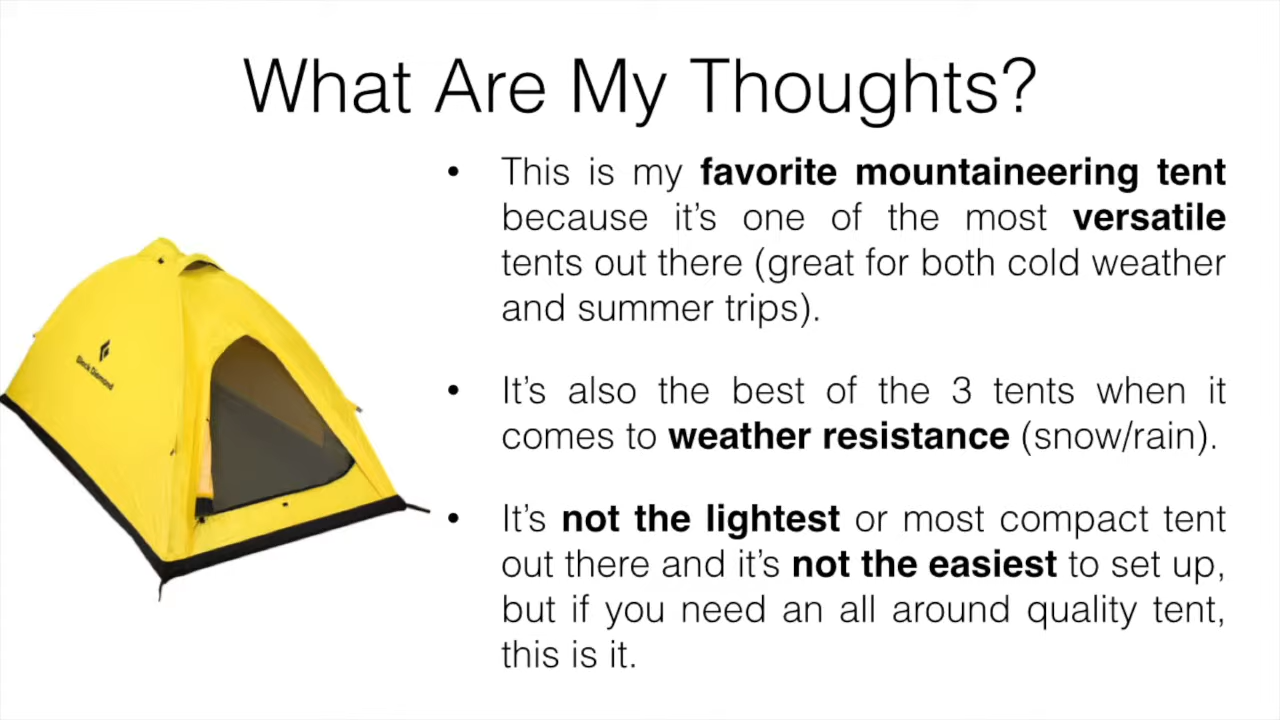 What Are My Thoughts?
• This is my favorite mountaineering tent
because it's one of the most versatile
tents out there (great for both cold weather
and summer trips).
• It's also the best of the 3 tents when it
comes to weather resistance (snow/rain).
• It's not the lightest or most compact tent
out there and it's not the easiest to set up,
but if you need an all around quality tent,
this is it.
Black Diamond